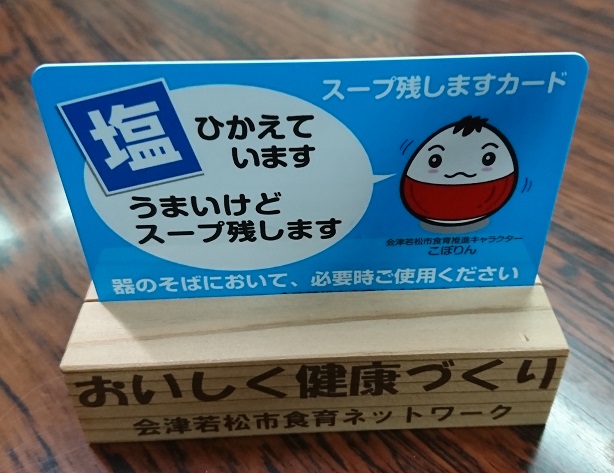 スープ残しますカード
塩
ひかえて
います
うまいけど
スープ残します
会津若松市食育推進キャラクター
こぼりん
器のそばにおいて、必要時ご使用ください
おいしく健康づくり
会津若松市食育ネットワーク